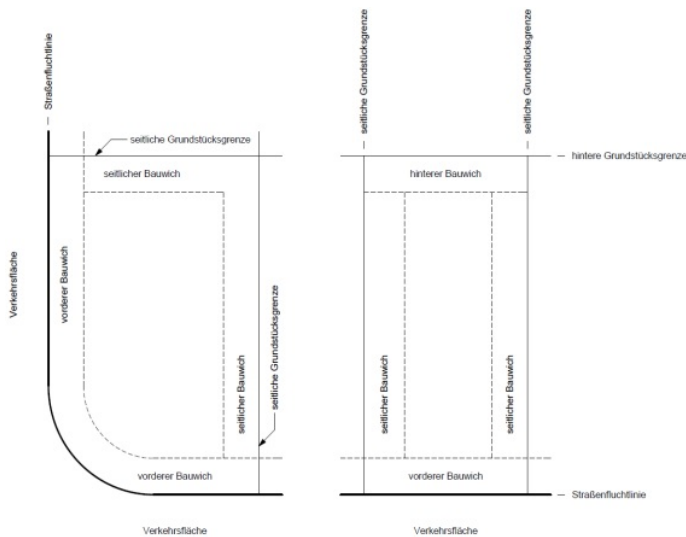 Straßenfluchtlinie
seitliche Grundstücksgrenze
seitlicher Bauwich
Verkehrsfläche
vorderer Bauwich
seitlicher Bauwich
seitliche Grundstücksgrenze
vorderer Bauwich
Verkehrsfläche
seitliche Grundstücksgrenze
seitliche Grundstücksgrenze
hintere Grundstücksgrenze
hinterer Bauwich
seitlicher Bauwich
seitlicher Bauwich
vorderer Bauwich
Straßenfluchtlinie
Verkehrsfläche